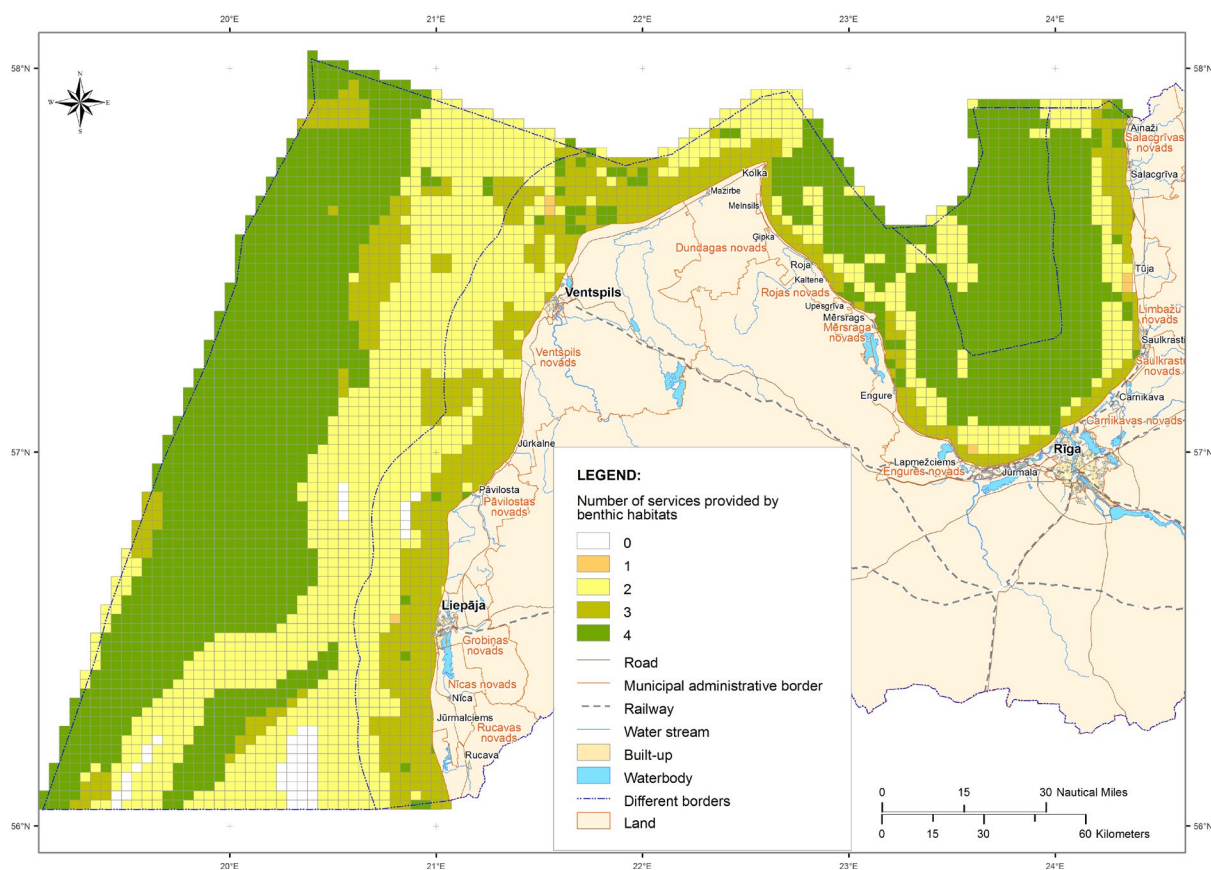 20°E 21°E 22°E 23°E 24°E
58°N 58°N
N
W E
S
Ainaži
Salacgrīvas
novads
Salacgrīva
Kolka
Mazirbe
Melnsils
Ģipka
Dundagas novads
Roja
Kaltene
Rojas novads
Upesgrīva
Mērsrags
Mērsraga
novads
Tūja
Limbažu
novads
Saulkrasti
Saulkrastu
novads
Ventspils
Ventspils
novads
Engure
Carnikava
Carnikavas novads
57°N 57°N
Jūrkalne
Lapmežciems
Engures novads
Jūrmala
Rīga
Pāvilosta
Pāvilostas
novads
Liepāja
Grobiņas
novads
Nīcas novads
Nīca
Jūrmalciems
Rucavas
novads
Rucava
LEGEND:
Number of services provided by
benthic habitats
0
1
2
3
4
Road
Municipal administrative border
Railway
Water stream
Built-up
Waterbody
Different borders
Land
0 15 30 Nautical Miles
0 15 30 60 Kilometers
56°N 56°N
20°E 21°E 22°E 23°E 24°E